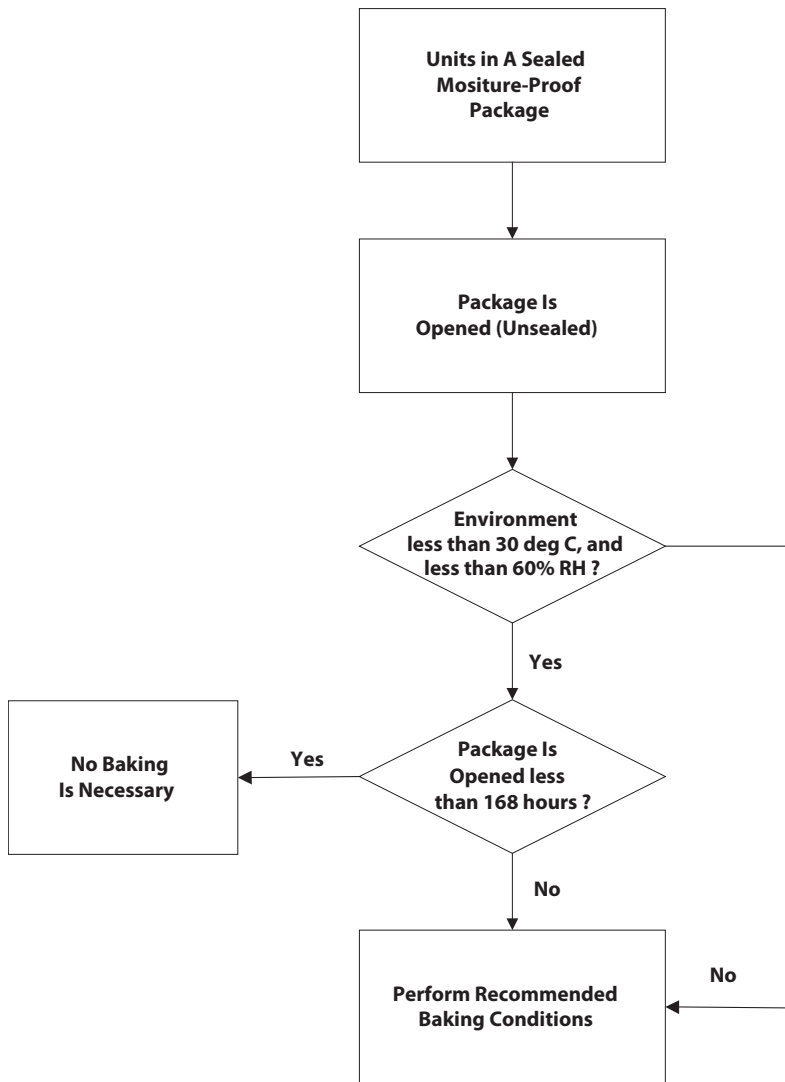 Units in A Sealed
Mositure-Proof
Package
Package Is
Opened (Unsealed)
Environment
less than 30 deg C, and
less than 60% RH ?
Yes
No Baking
Is Necessary
Yes
Package Is
Opened less
than 168 hours ?
No
Perform Recommended
Baking Conditions
No